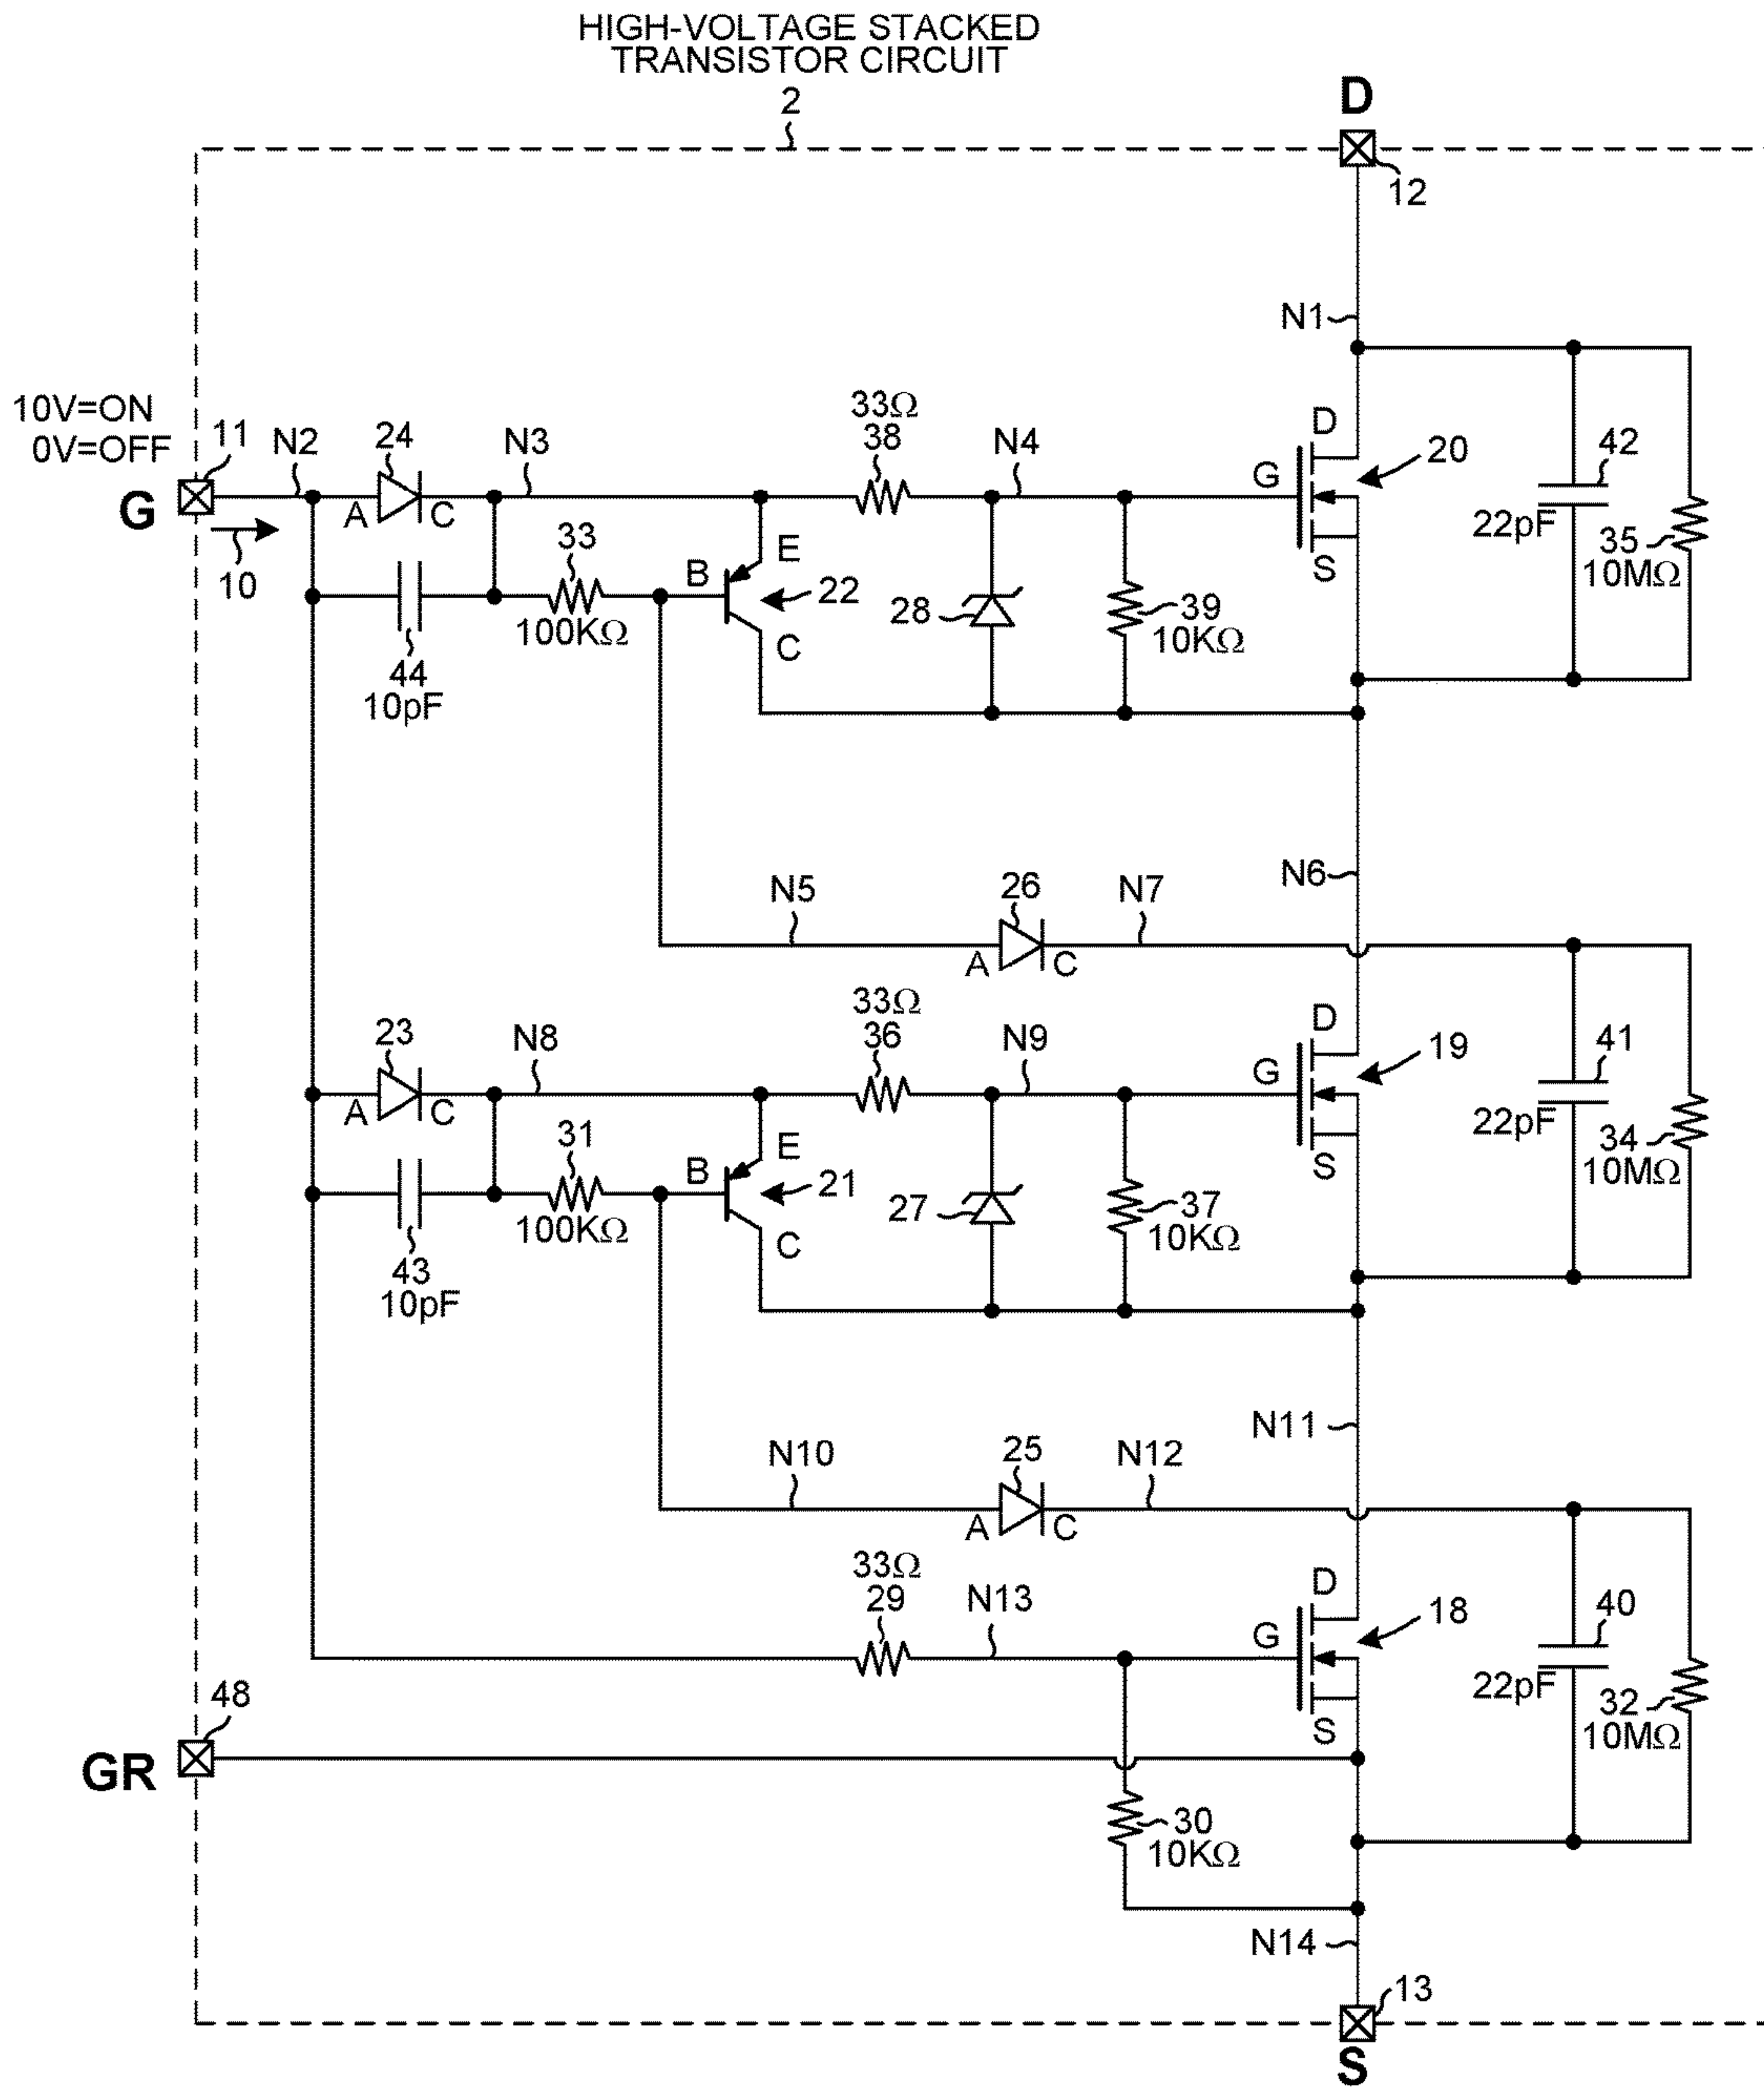 HIGH-VOLTAGE STACKED
TRANSISTOR CIRCUIT
2
D
12
N1
10V=ON
0V=OFF
11
N2
24
N3
33Ω
38
N4
D
G
20
42
G
A
C
33
E
B
22
22pF
35
10MΩ
S
10
100KΩ
28
39
10KΩ
44
10pF
C
N6
N5
26
N7
A
C
33Ω
36
D
23
N8
N9
G
19
41
A
C
31
E
22pF
34
10MΩ
B
21
S
100KΩ
27
37
10KΩ
C
43
10pF
N11
N10
25
N12
A
C
33Ω
29
N13
D
G
18
40
22pF
32
10MΩ
48
S
GR
30
10KΩ
N14
13
S